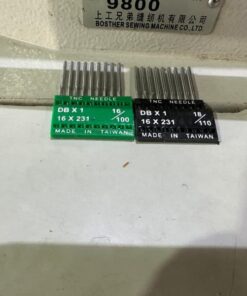 9800
上工兄弟缝纫机有限公司
BOSTHER SEWING MACHINE CO.,LTD
TNC NEEDLE
DB X 1 16/100
16 X 231
MADE IN TAIWAN
TNC NEEDLE
DB X 1 18/110
16 X 231
MADE IN TAIWAN